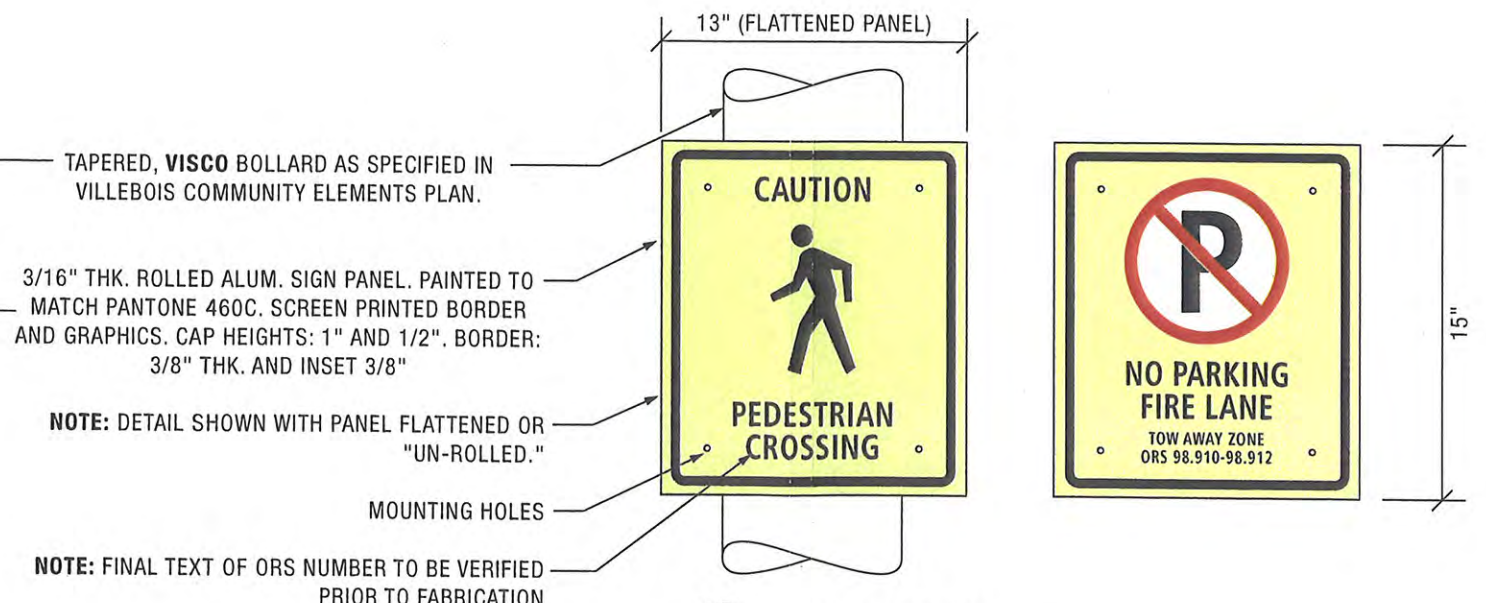 13" (FLATTENED PANEL)
TAPERED, VISCO BOLLARD AS SPECIFIED IN
VILLEBOIS COMMUNITY ELEMENTS PLAN.
3/16" THK. ROLLED ALUM. SIGN PANEL. PAINTED TO
MATCH PANTONE 460C. SCREEN PRINTED BORDER
AND GRAPHICS. CAP HEIGHTS: 1" AND 1/2". BORDER:
3/8" THK. AND INSET 3/8"
NOTE: DETAIL SHOWN WITH PANEL FLATTENED OR
"UN-ROLLED."
MOUNTING HOLES
NOTE: FINAL TEXT OF ORS NUMBER TO BE VERIFIED
PRIOR TO FABRICATION
CAUTION
PEDESTRIAN
CROSSING
P
NO PARKING
FIRE LANE
TOW AWAY ZONE
ORS 98.910-98.912
15"